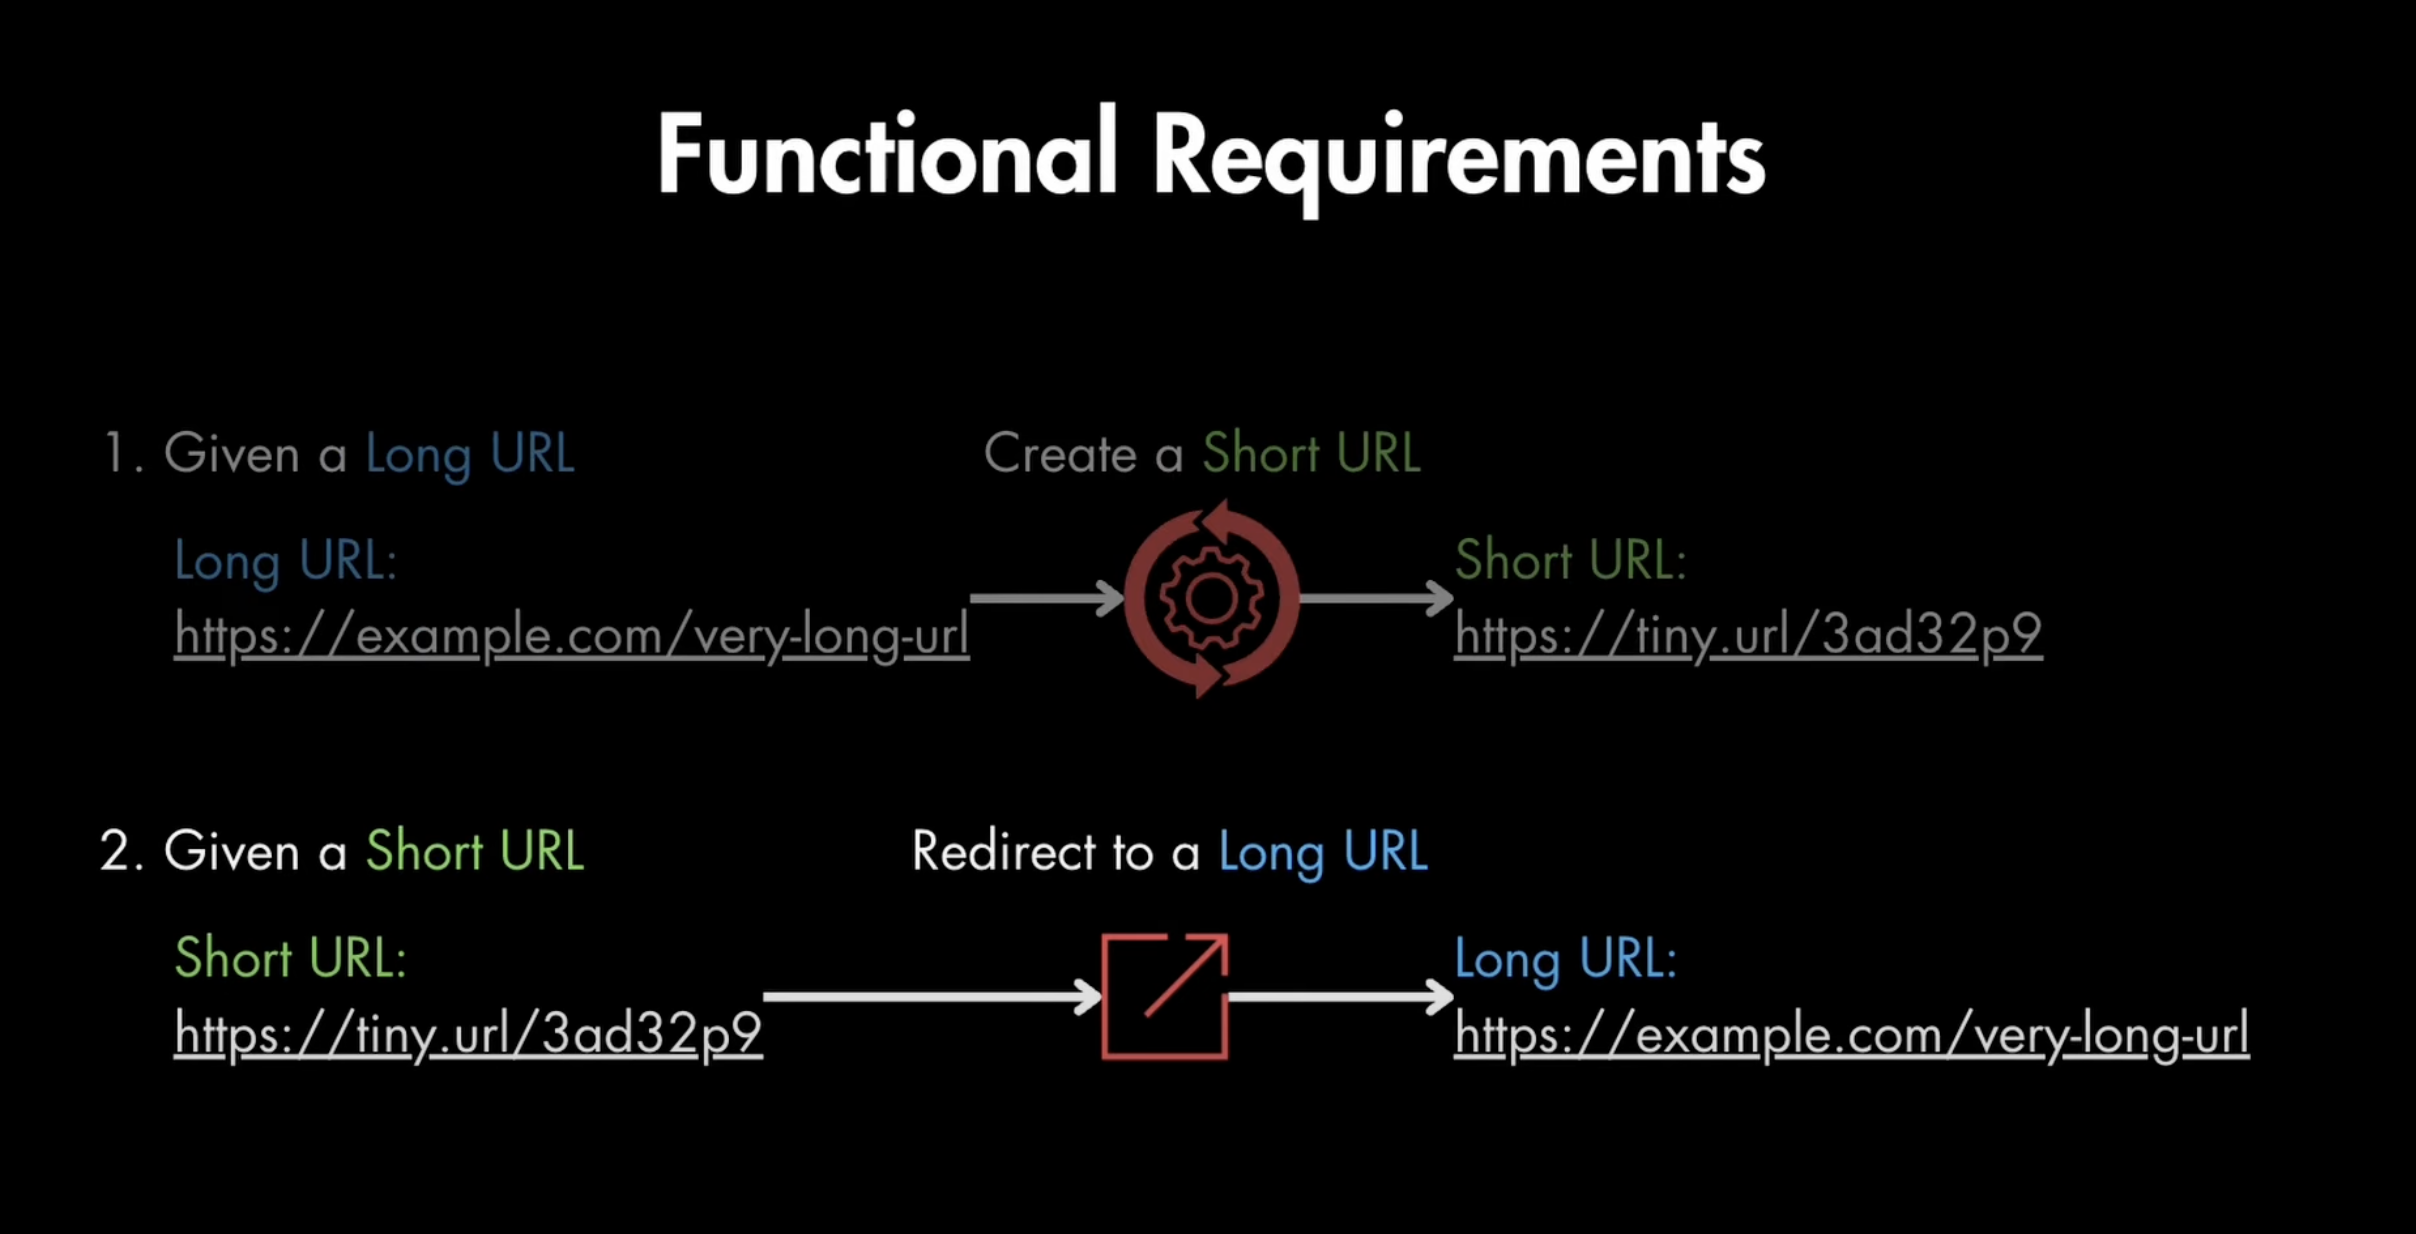 Functional Requirements
1. Given a Long URL
Create a Short URL
Long URL:
https://example.com/very-long-url
Short URL:
https://tiny.url/3ad32p9
2. Given a Short URL
Redirect to a Long URL
Short URL:
https://tiny.url/3ad32p9
Long URL:
https://example.com/very-long-url